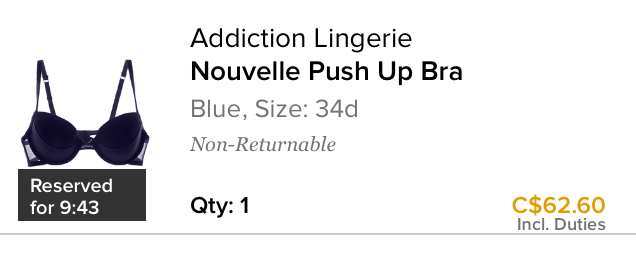 Addiction Lingerie
Nouvelle Push Up Bra
Blue, Size: 34d
Non-Returnable
Reserved
for 9:43
Qty: 1
C$62.60
Incl. Duties